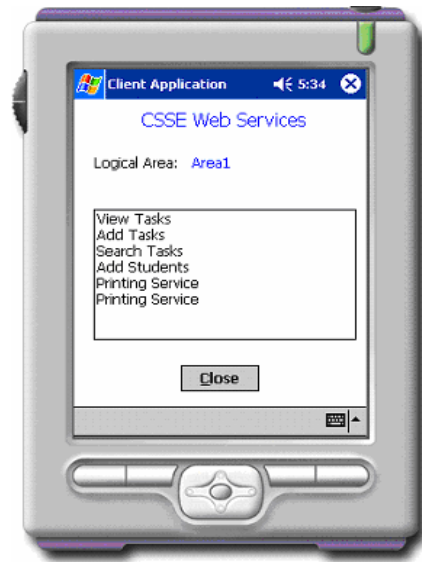 Client Application 5:34
CSSE Web Services
Logical Area: Area1
View Tasks
Add Tasks
Search Tasks
Add Students
Printing Service
Printing Service
Close